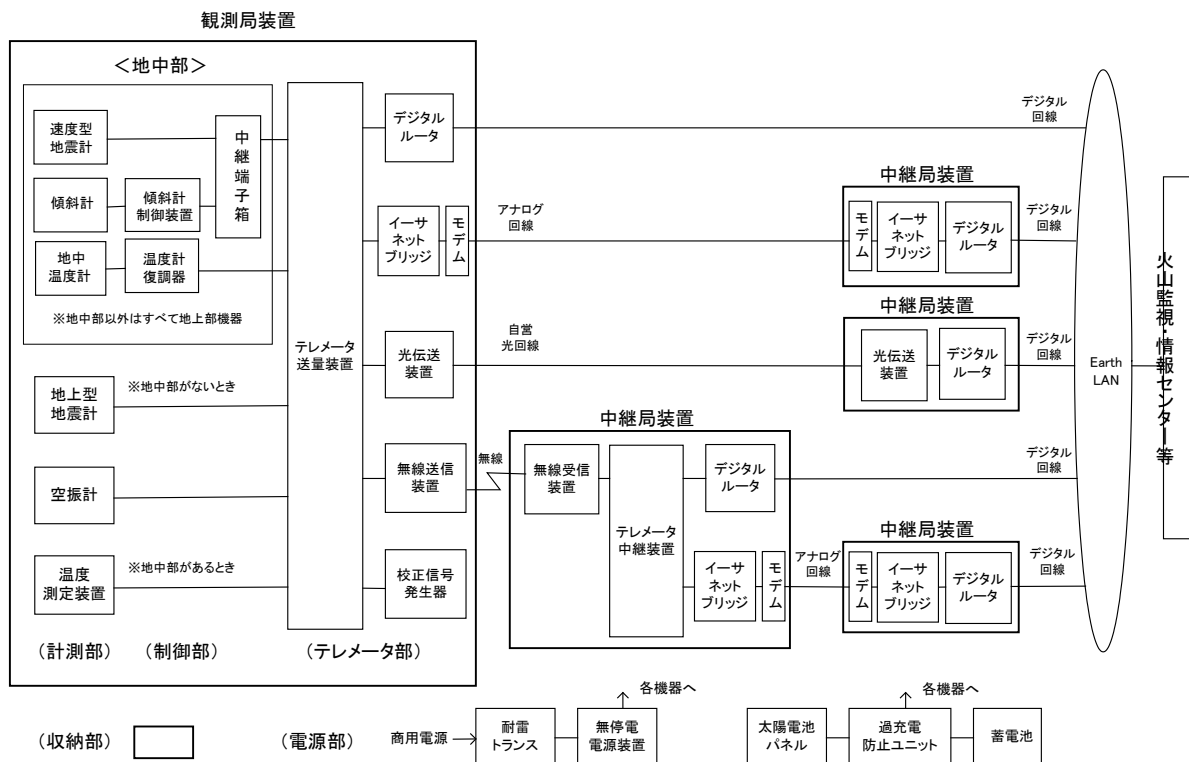 観測局装置
＜地中部＞
速度型
地震計
傾斜計
傾斜計
制御装置
中継端子箱
地中
温度計
温度計
復調器
※地中部以外はすべて地上部機器
地上型
地震計
※地中部がないとき
空振計
温度
測定装置
※地中部があるとき
テレメータ
送量装置
デジタル
ルータ
イーサ
ネット
ブリッジ
モデム
光伝送
装置
無線送信
装置
校正信号
発生器
（計測部）
（制御部）
（テレメータ部）
アナログ
回線
自営
光回線
無線
中継局装置
無線受信
装置
テレメータ
中継装置
デジタル
ルータ
イーサ
ネット
ブリッジ
モデム
アナログ
回線
中継局装置
モデム
イーサ
ネット
ブリッジ
デジタル
ルータ
中継局装置
光伝送
装置
デジタル
ルータ
中継局装置
モデム
イーサ
ネット
ブリッジ
デジタル
ルータ
デジタル
回線
デジタル
回線
デジタル
回線
デジタル
回線
デジタル
回線
Earth
LAN
火山監視・情報センター等
（収納部）
（電源部）
商用電源
耐雷
トランス
無停電
電源装置
各機器へ
太陽電池
パネル
過充電
防止ユニット
各機器へ
蓄電池